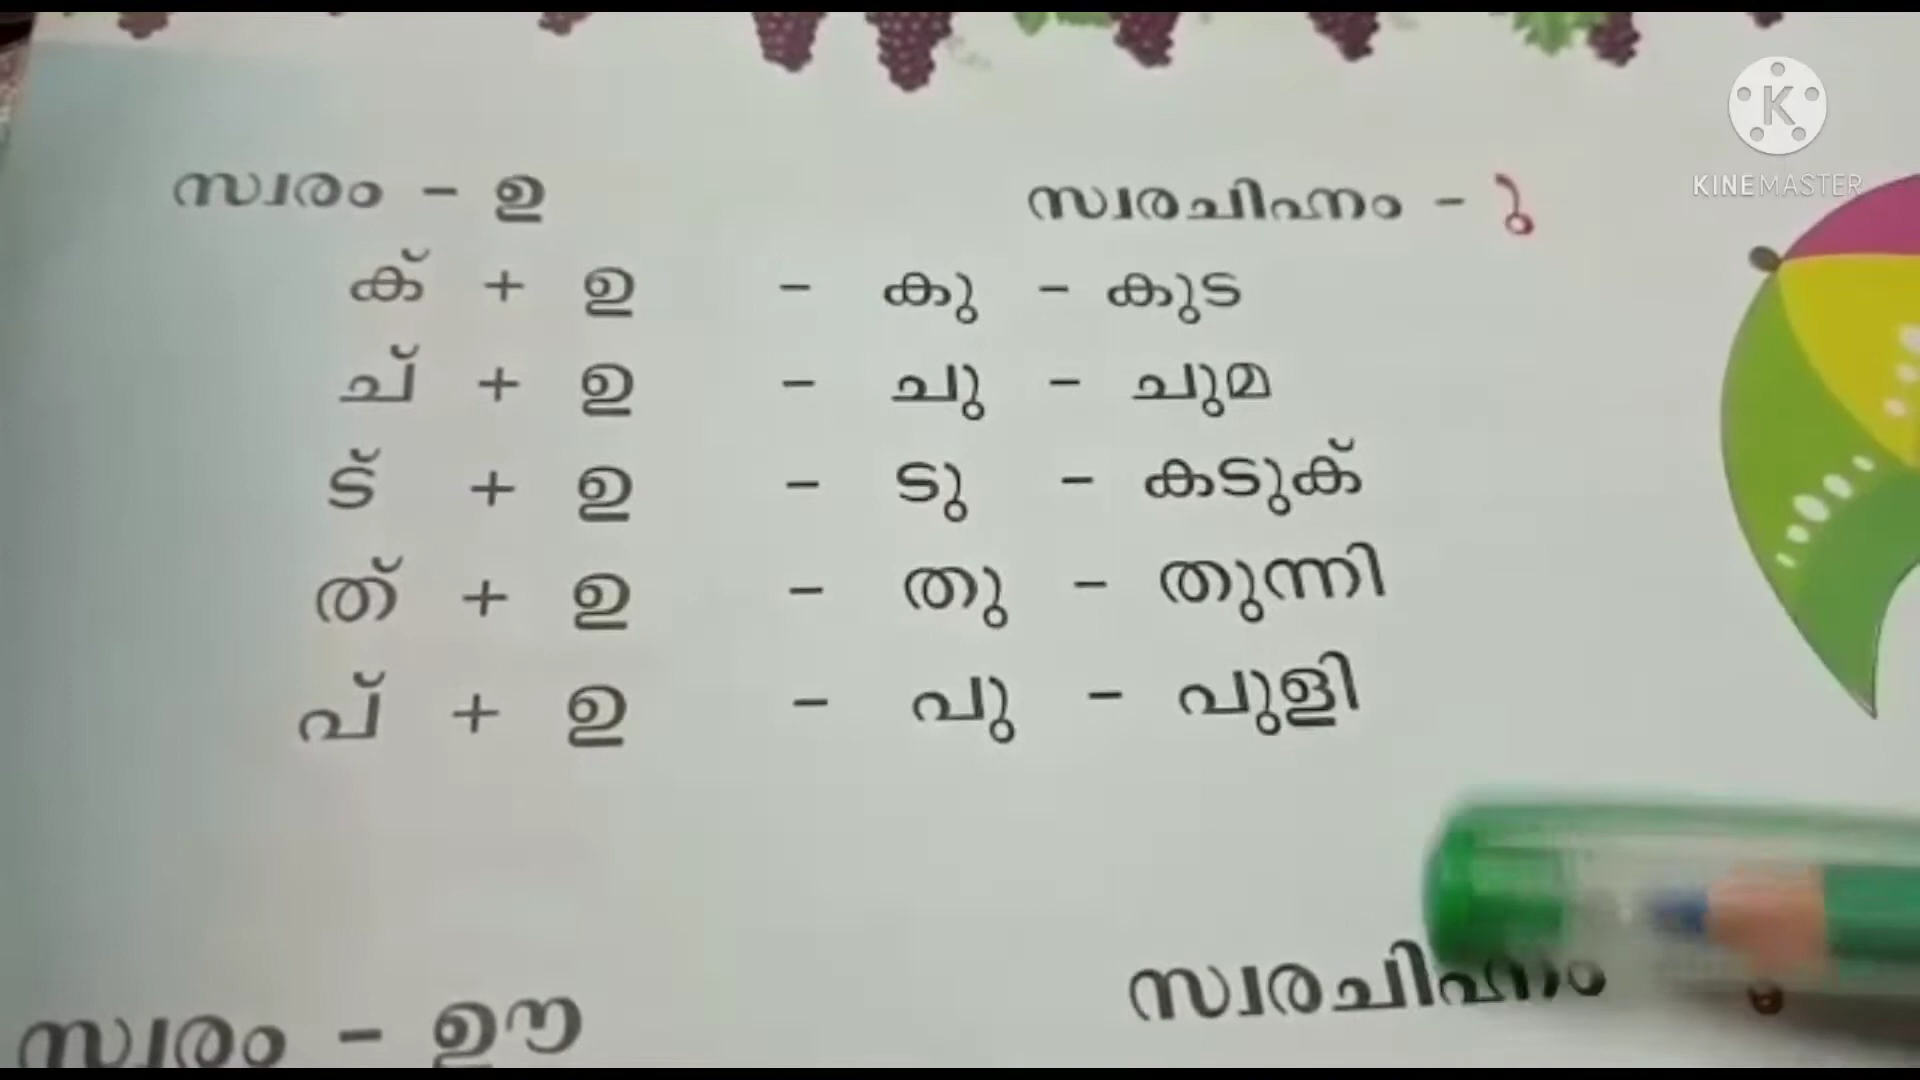 സ്വരം - ഉ സ്വരചിഹ്നം - ു
ക് + ഉ - കു - കുട
ച് + ഉ - ചു - ചുമ
ട് + ഉ - ടു - കടുക്
ത് + ഉ - തു - തുന്നി
പ് + ഉ - പു - പുളി
സ്വരം - ഊ സ്വരചിഹ്നം
KINEMASTER